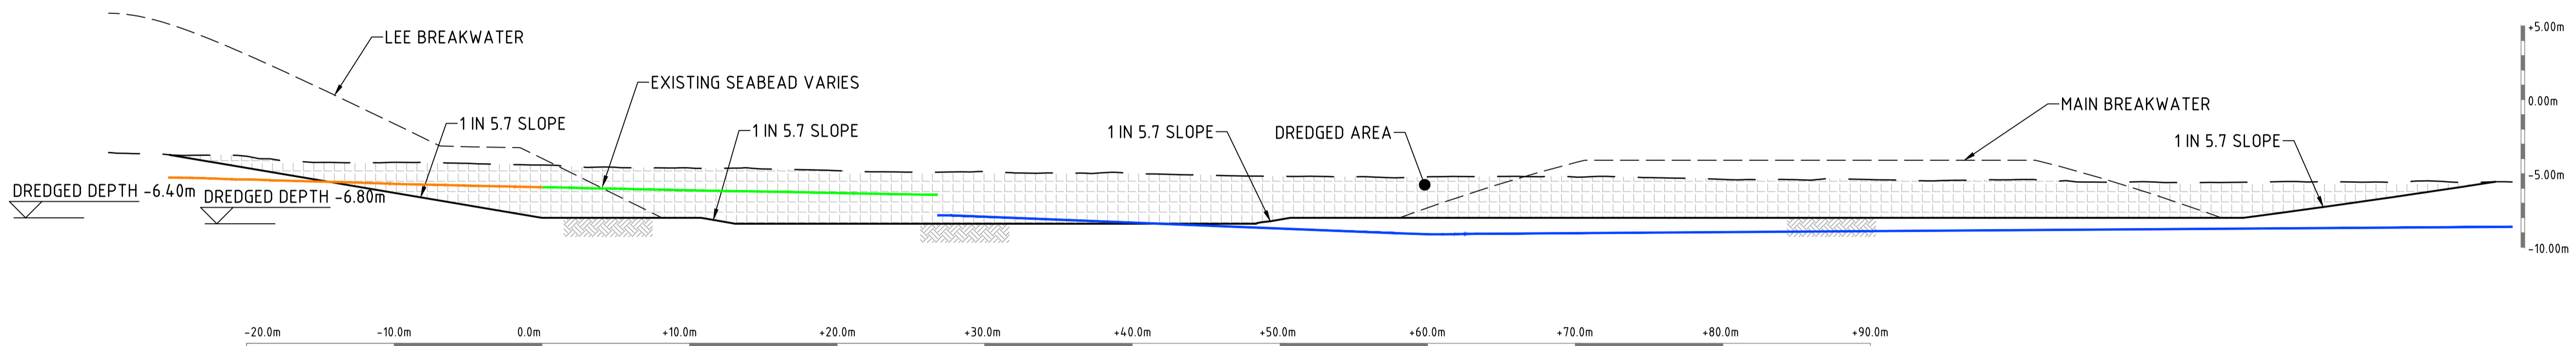 +5.00m
LEE BREAKWATER
EXISTING SEABEAD VARIES
0.00m
MAIN BREAKWATER
1 IN 5.7 SLOPE
1 IN 5.7 SLOPE
1 IN 5.7 SLOPE
DREDGED AREA
1 IN 5.7 SLOPE
-5.00m
DREDGED DEPTH -6.40m
DREDGED DEPTH -6.80m
-10.00m
-20.0m -10.0m 0.0m +10.0m +20.0m +30.0m +40.0m +50.0m +60.0m +70.0m +80.0m +90.0m